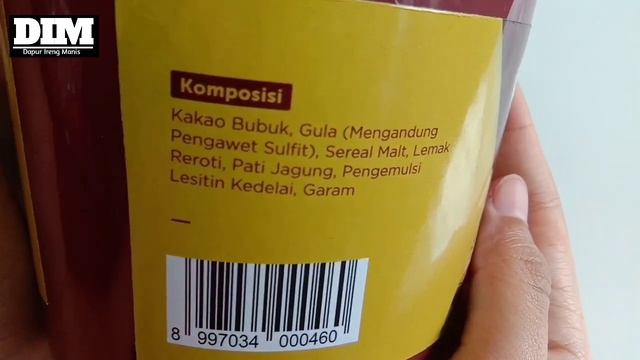 DIM
Dapur Ireng Manis
Komposisi
Kakao Bubuk, Gula (Mengandung
Pengawet Sulfit), Sereal Malt, Lemak
Reroti, Pati Jagung, Pengemulsi
Lesitin Kedelai, Garam
8 997034 000460